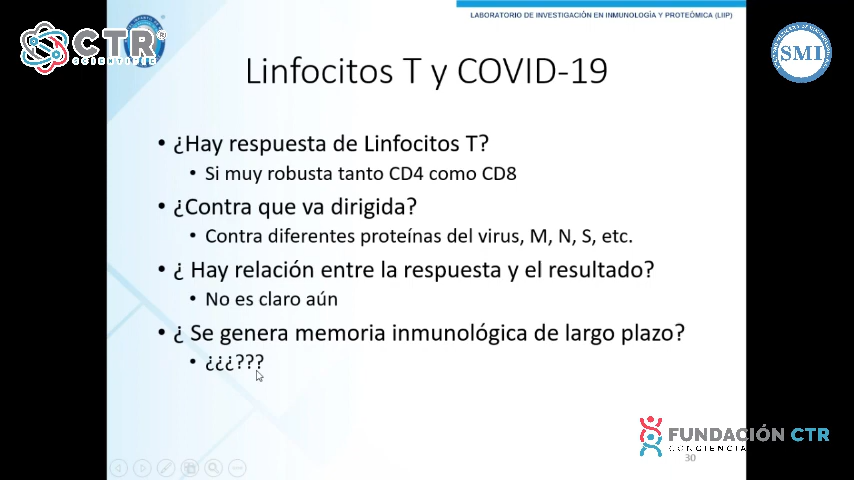 LABORATORIO DE INVESTIGACIÓN EN INMUNOLOGÍA Y PROTEÓMICA (LIIP)
CTR®
SCIENTIFIC
SMI
Linfocitos T y COVID-19
• ¿Hay respuesta de Linfocitos T?
• Si muy robusta tanto CD4 como CD8
• ¿Contra que va dirigida?
• Contra diferentes proteínas del virus, M, N, S, etc.
• ¿ Hay relación entre la respuesta y el resultado?
• No es claro aún
• ¿ Se genera memoria inmunológica de largo plazo?
• ¿¿¿???
FUNDACIÓN CTR
CONCIENCIA
30